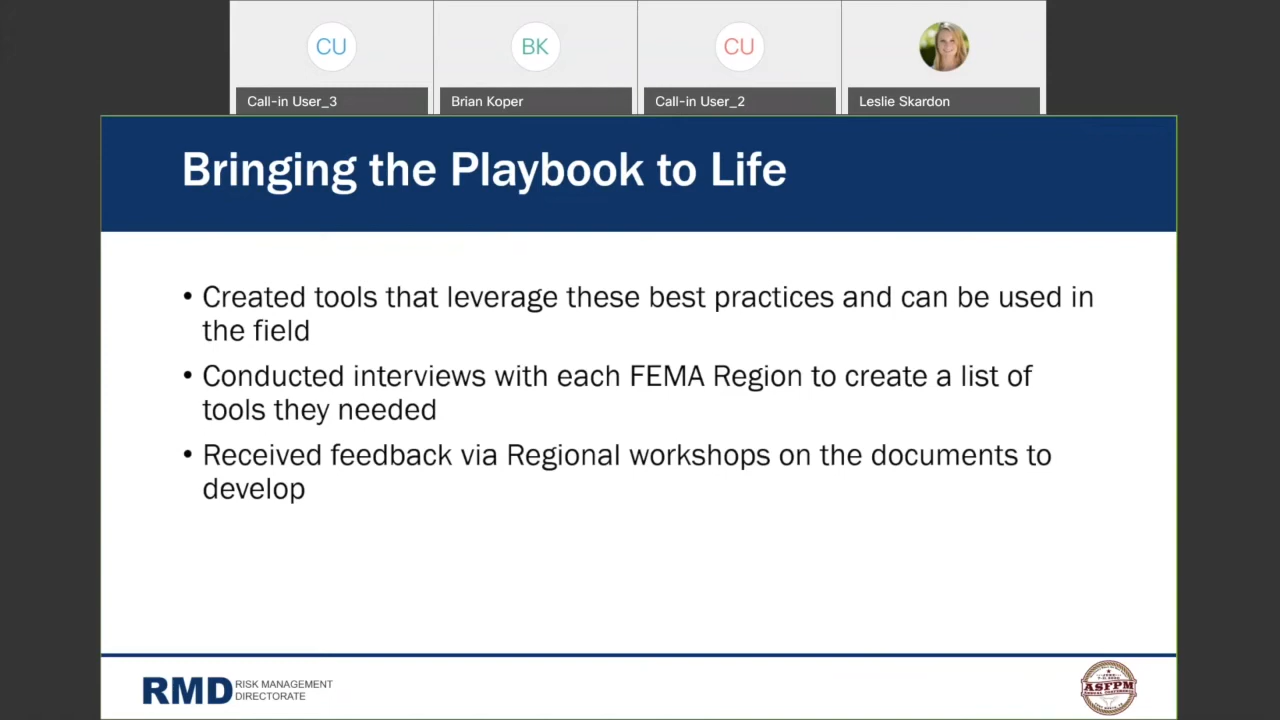 CU
BK
CU
Call-in User_3
Brian Koper
Call-in User_2
Leslie Skardon
Bringing the Playbook to Life
• Created tools that leverage these best practices and can be used in
the field
• Conducted interviews with each FEMA Region to create a list of
tools they needed
• Received feedback via Regional workshops on the documents to
develop
RMD
RISK MANAGEMENT
DIRECTORATE
ASFPM